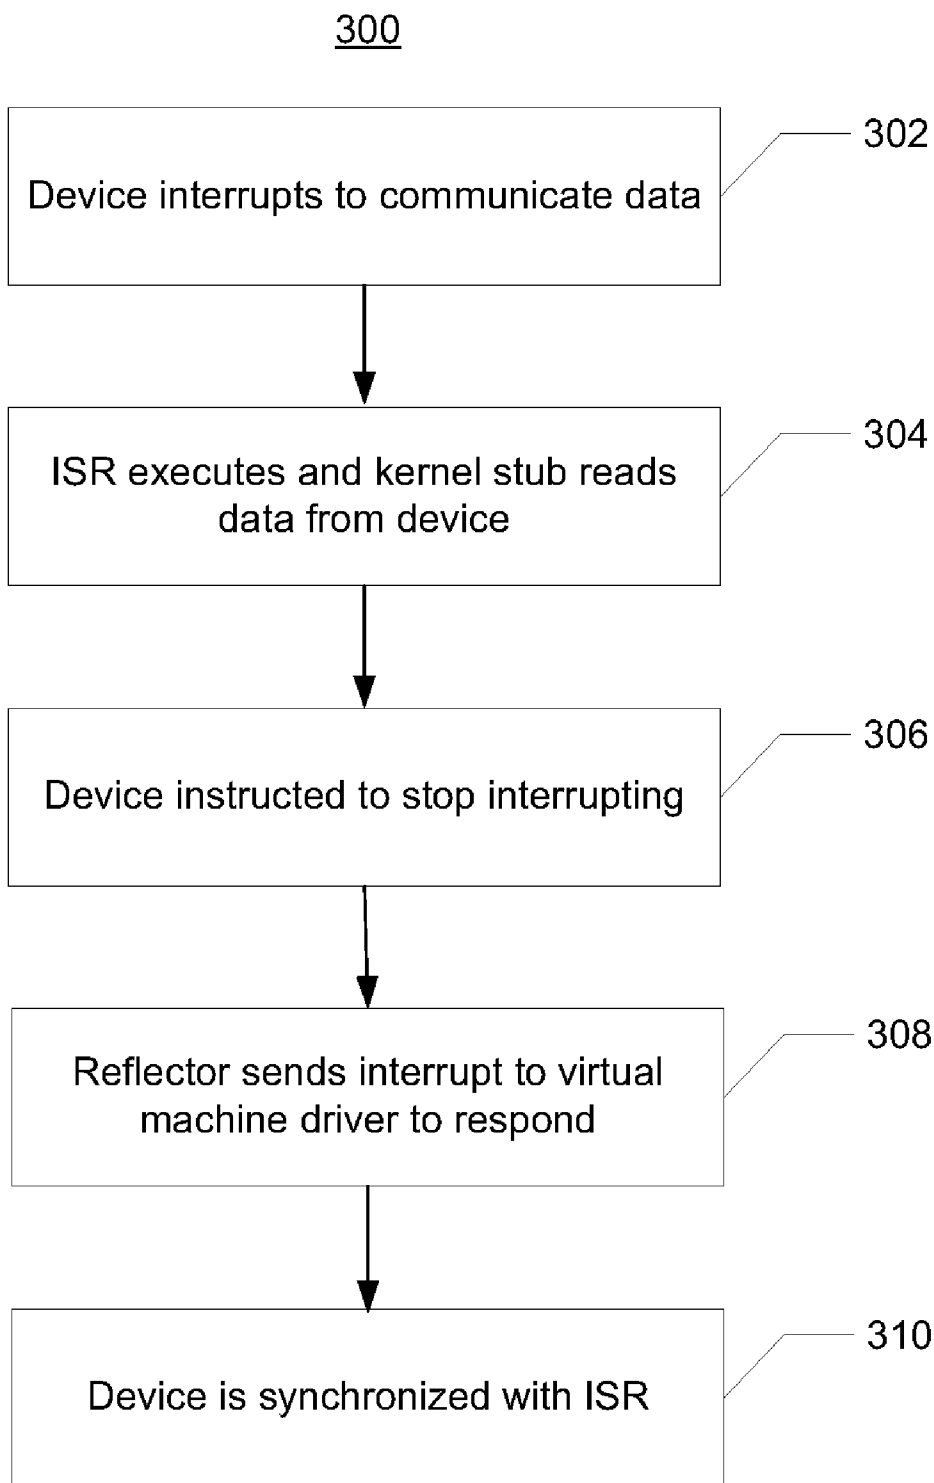 300
302
Device interrupts to communicate data
304
ISR executes and kernel stub reads
data from device
306
Device instructed to stop interrupting
308
Reflector sends interrupt to virtual
machine driver to respond
310
Device is synchronized with ISR